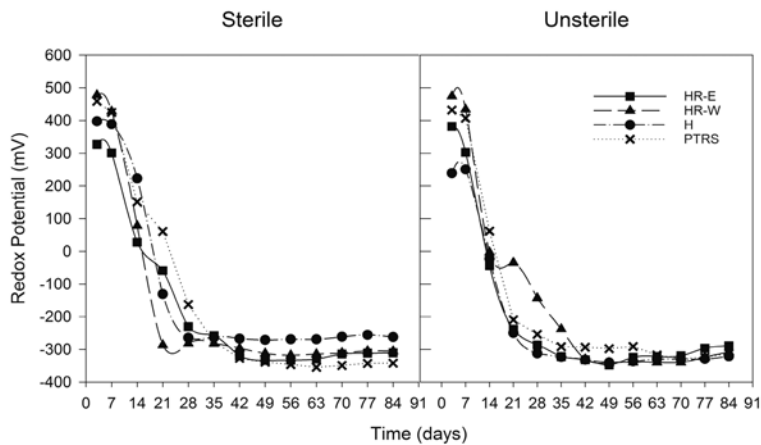 Sterile
Unsterile
Redox Potential (mV)
600
500
400
300
200
100
0
-100
-200
-300
-400
HR-E
HR-W
H
PTRS
0 7 14 21 28 35 42 49 56 63 70 77 84 91
0 7 14 21 28 35 42 49 56 63 70 77 84 91
Time (days)